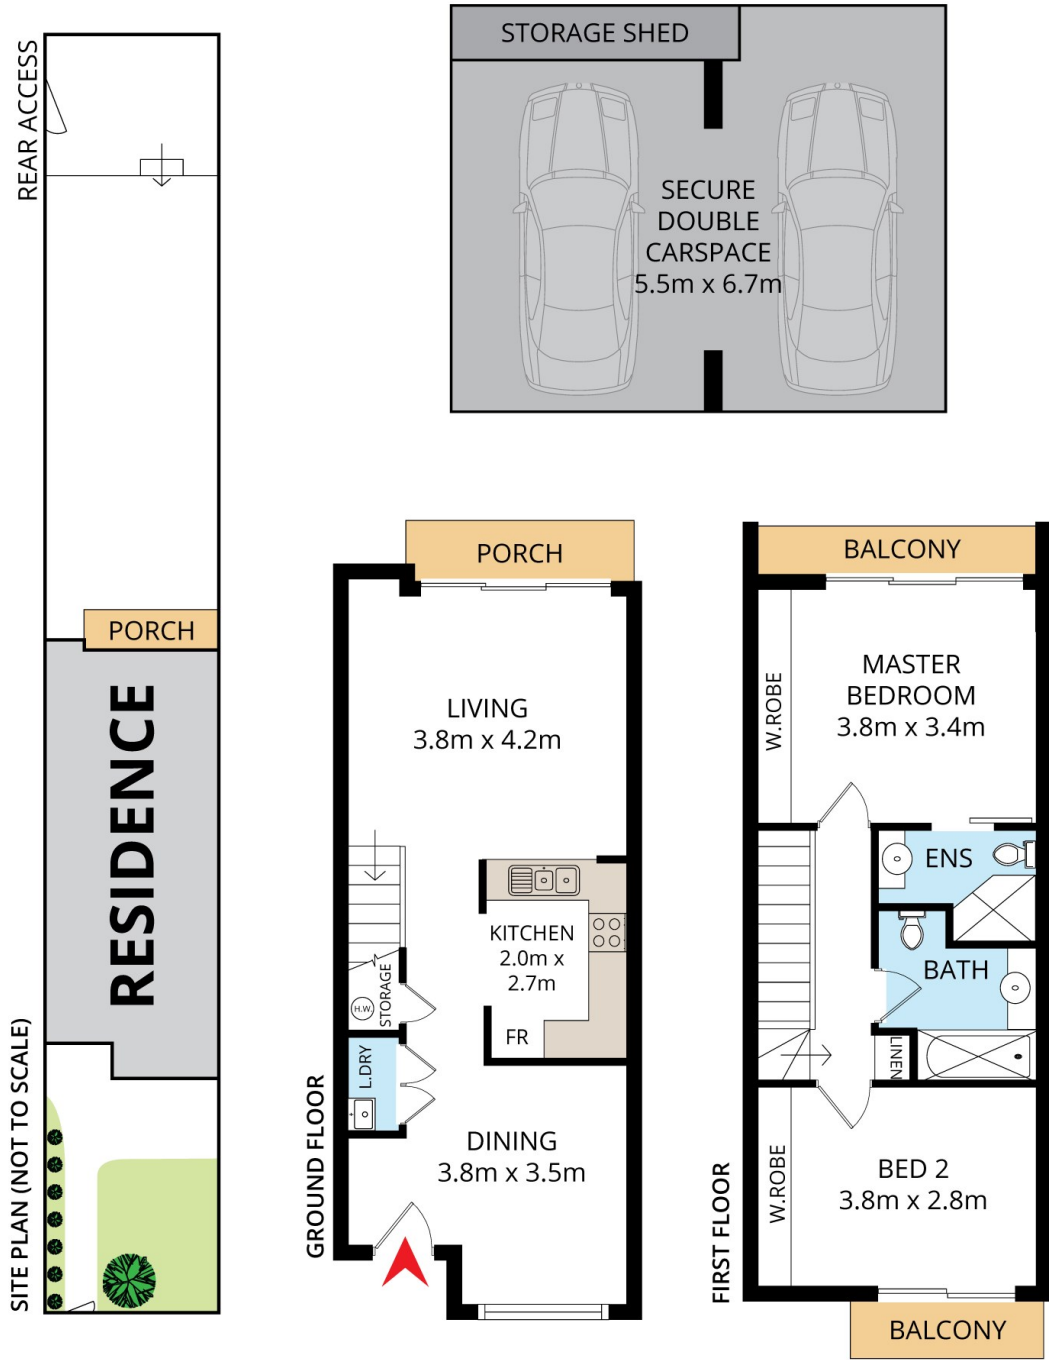 REAR ACCESS
PORCH
RESIDENCE
SITE PLAN (NOT TO SCALE)
STORAGE SHED
SECURE
DOUBLE
CARSPACE
5.5m x 6.7m
PORCH
LIVING
3.8m x 4.2m
KITCHEN
2.0m x
2.7m
FR
STORAGE
H.W.
L.DRY
DINING
3.8m x 3.5m
GROUND FLOOR
BALCONY
MASTER
BEDROOM
3.8m x 3.4m
W.ROBE
ENS
BATH
LINEN
BED 2
3.8m x 2.8m
W.ROBE
BALCONY
FIRST FLOOR